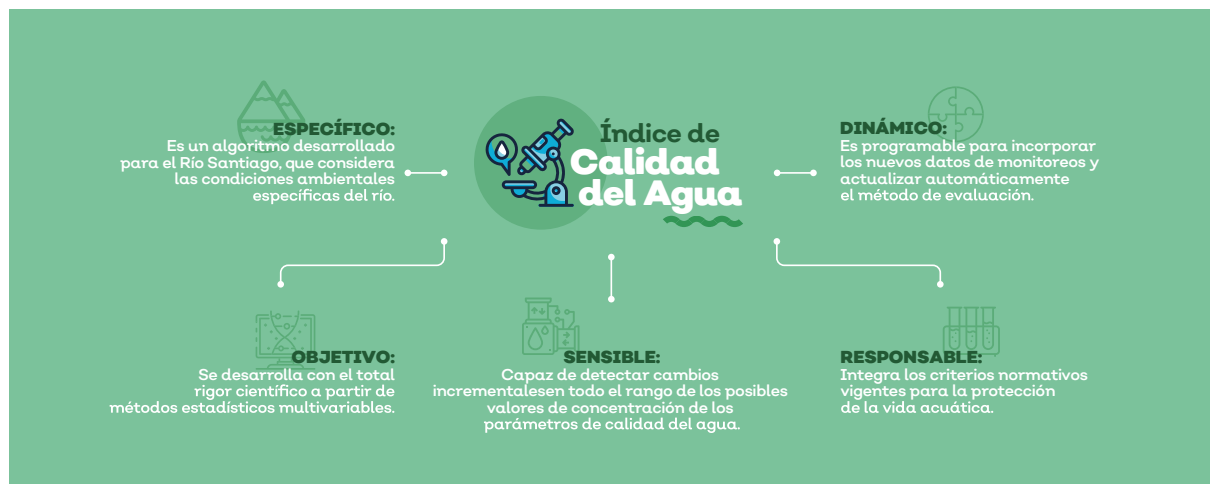 Índice de
Calidad
del Agua
ESPECÍFICO:
Es un algoritmo desarrollado
para el Río Santiago, que considera
las condiciones ambientales
específicas del río.
DINÁMICO:
Es programable para incorporar
los nuevos datos de monitoreos y
actualizar automáticamente
el método de evaluación.
OBJETIVO:
Se desarrolla con el total
rigor científico a partir de
métodos estadísticos multivariables.
SENSIBLE:
Capaz de detectar cambios
incrementalesen todo el rango de los posibles
valores de concentración de los
parámetros de calidad del agua.
RESPONSABLE:
Integra los criterios normativos
vigentes para la protección
de la vida acuática.